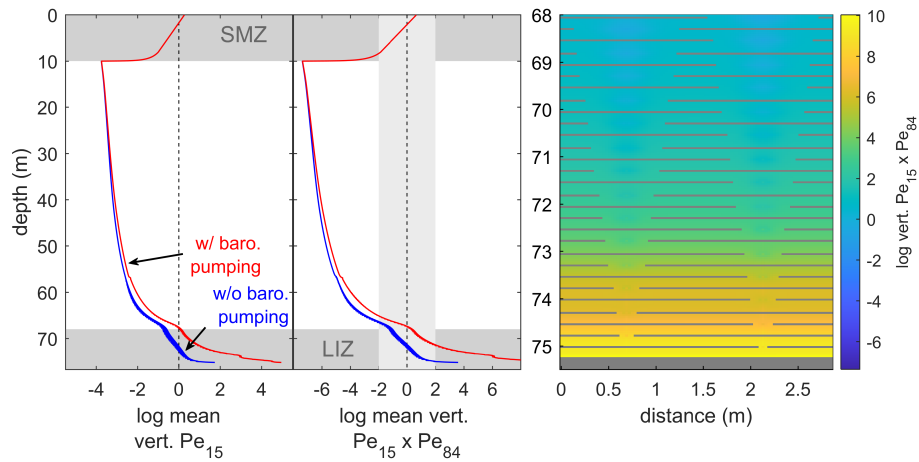 0
10
20
30
40
50
60
70
depth (m)
SMZ
LIZ
w/ baro.
pumping
w/o baro.
pumping
-4 -2 0 2 4
log mean
vert. Pe15
-6 -4 -2 0 2 4 6
log mean vert.
Pe15 x Pe84
68
69
70
71
72
73
74
75
0 0.5 1 1.5 2 2.5
distance (m)
10
8
6
4
2
0
-2
-4
-6
log vert. Pe15 x Pe84